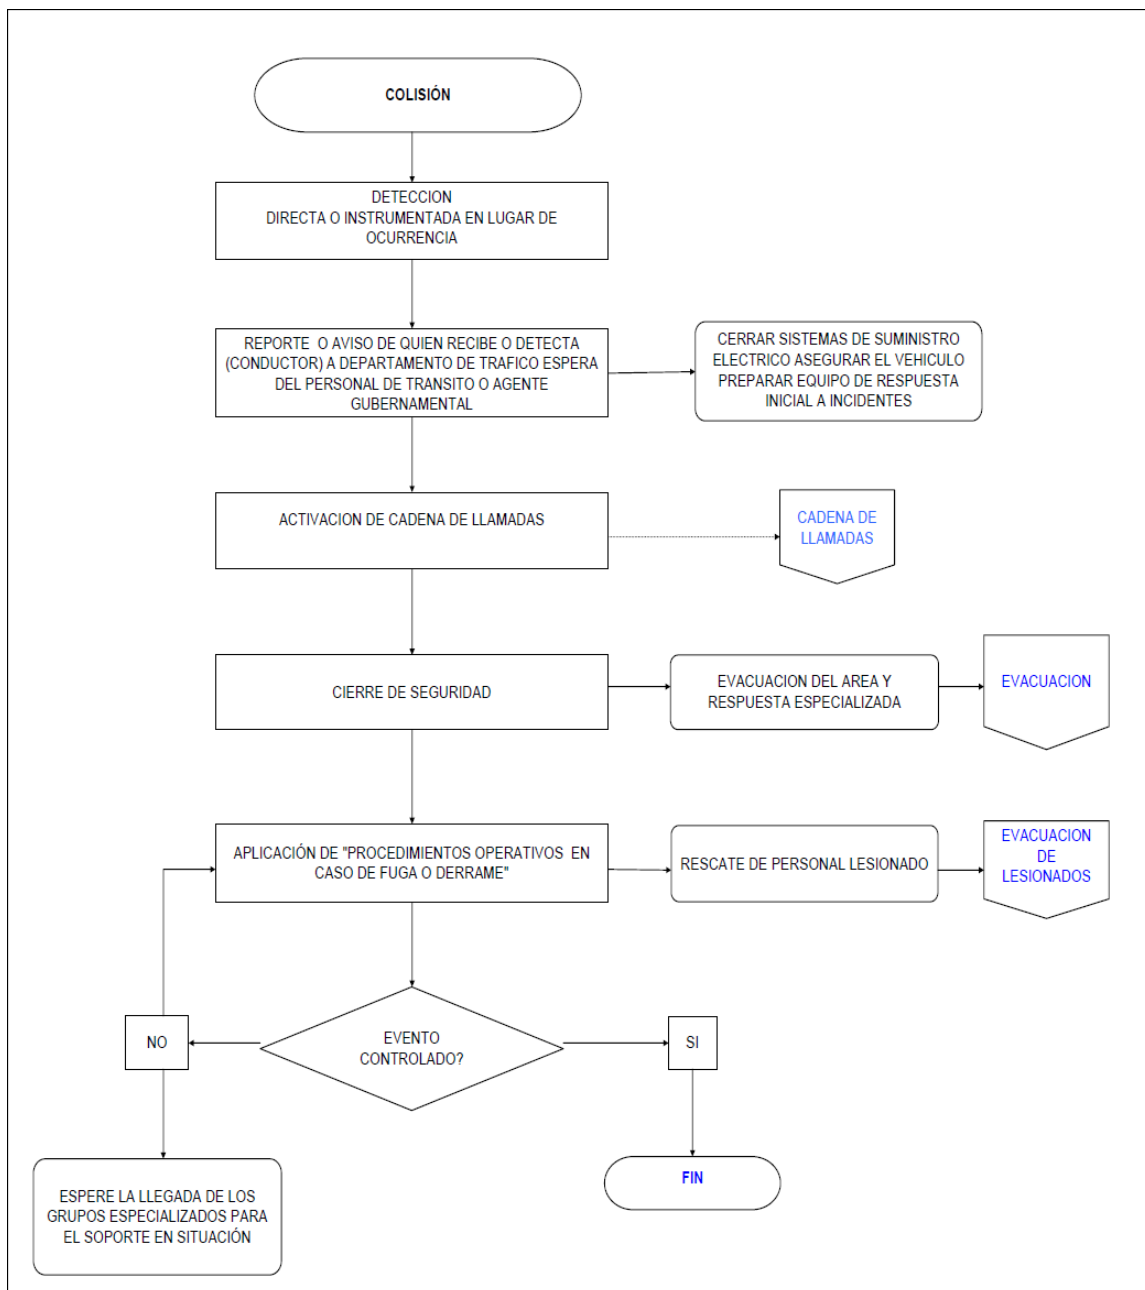 COLISIÓN
DETECCION
DIRECTA O INSTRUMENTADA EN LUGAR DE
OCURRENCIA
REPORTE O AVISO DE QUIEN RECIBE O DETECTA
(CONDUCTOR) A DEPARTAMENTO DE TRAFICO ESPERA
DEL PERSONAL DE TRANSITO O AGENTE
GUBERNAMENTAL
CERRAR SISTEMAS DE SUMINISTRO
ELECTRICO ASEGURAR EL VEHICULO
PREPARAR EQUIPO DE RESPUESTA
INICIAL A INCIDENTES
ACTIVACION DE CADENA DE LLAMADAS
CADENA DE
LLAMADAS
CIERRE DE SEGURIDAD
EVACUACION DEL AREA Y
RESPUESTA ESPECIALIZADA
EVACUACION
APLICACIÓN DE "PROCEDIMIENTOS OPERATIVOS EN
CASO DE FUGA O DERRAME"
RESCATE DE PERSONAL LESIONADO
EVACUACION
DE
LESIONADOS
EVENTO
CONTROLADO?
NO
SI
ESPERE LA LLEGADA DE LOS
GRUPOS ESPECIALIZADOS PARA
EL SOPORTE EN SITUACIÓN
FIN